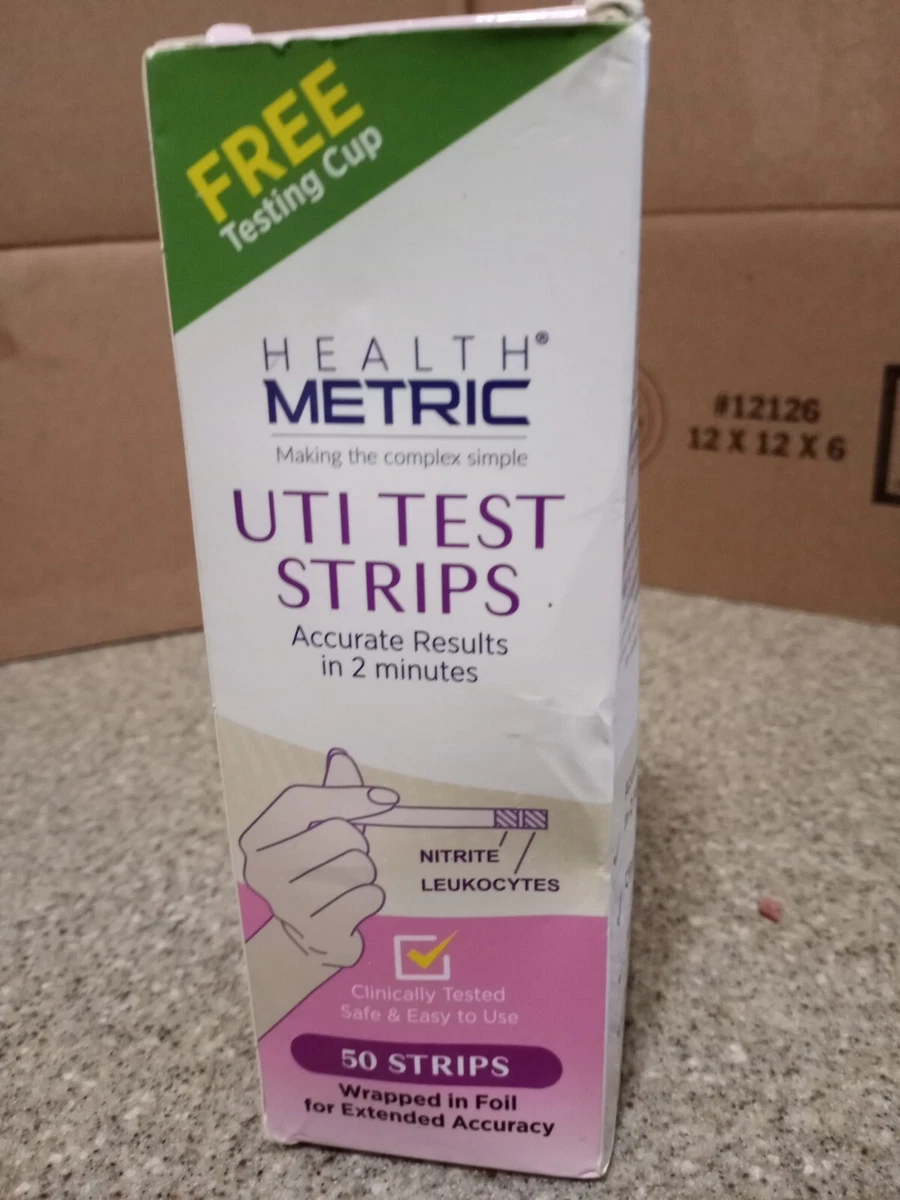 FREE
Testing Cup
HEALTH®
METRIC
Making the complex simple
UTI TEST
STRIPS
Accurate Results
in 2 minutes
NITRITE
LEUKOCYTES
Clinically Tested
Safe & Easy to Use
50 STRIPS
Wrapped in Foil
for Extended Accuracy
#12126
12 X 12 X 6